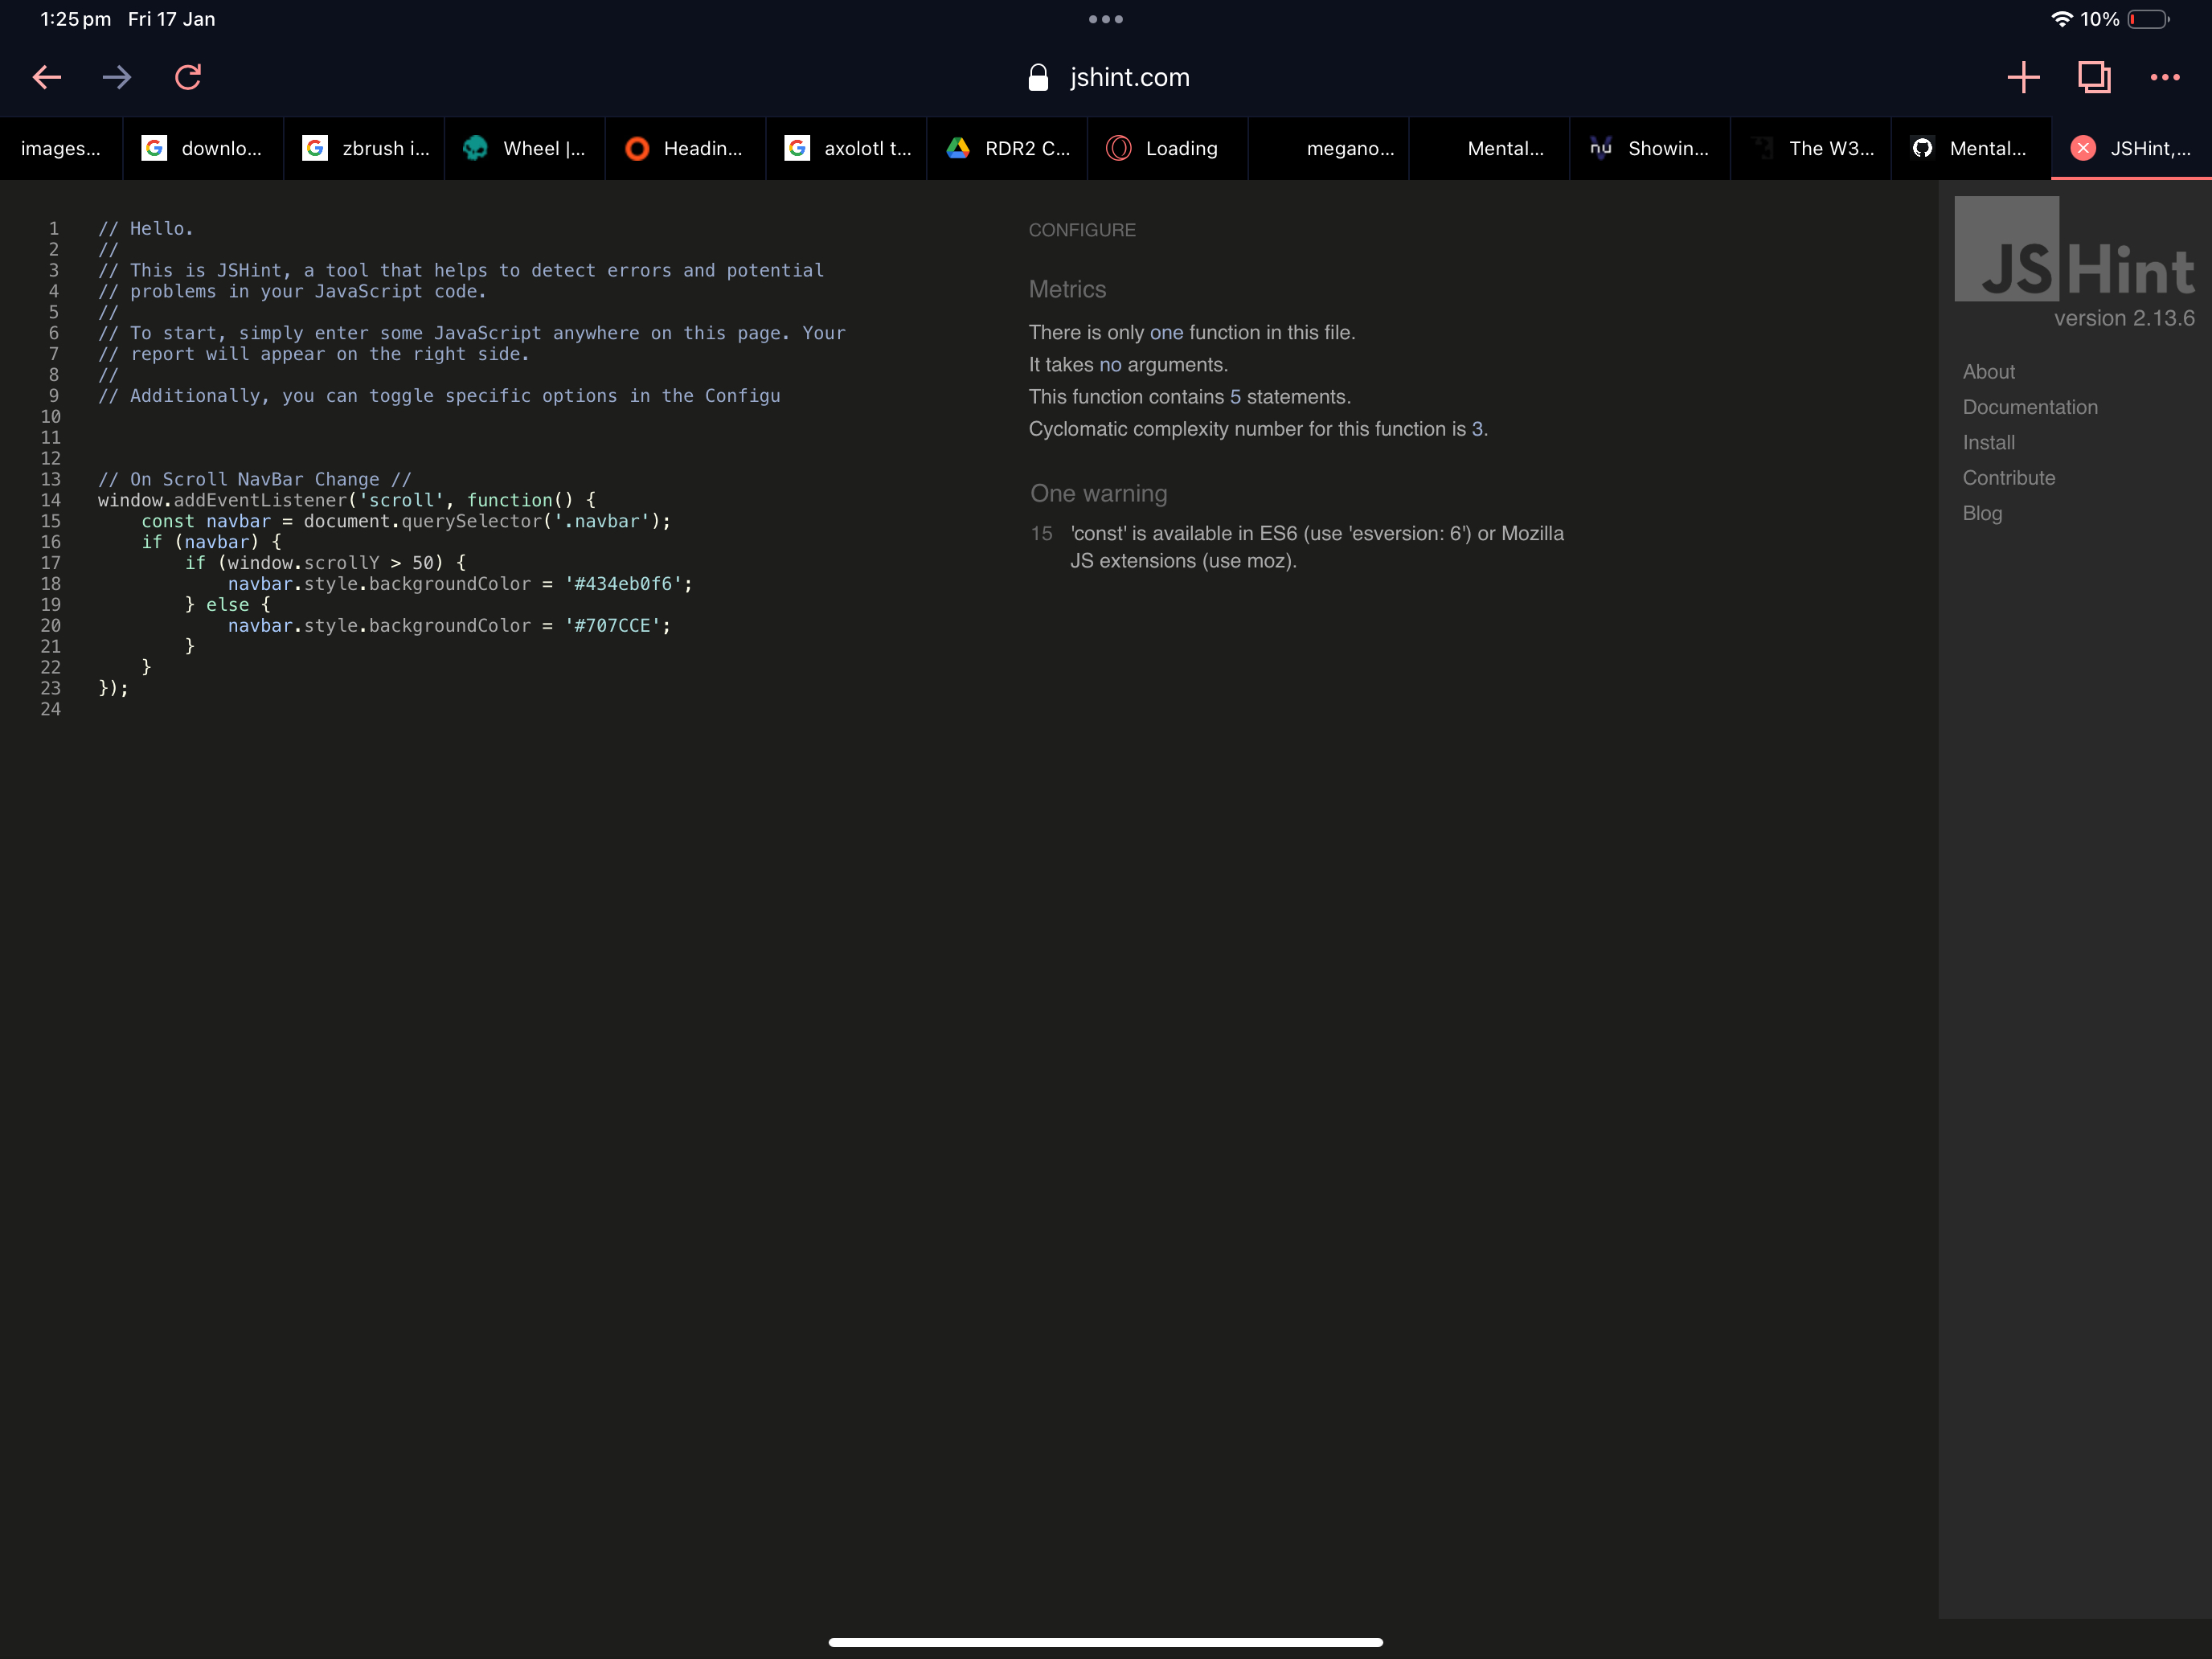 1:25 pm Fri 17 Jan
10%
jshint.com
images...
downlo...
zbrush i...
Wheel |...
Headin...
axolotl t...
RDR2 C...
Loading
megano...
Mental...
nu
Showin...
The W3...
Mental...
JSHint,...
1 // Hello.
2 //
3 // This is JSHint, a tool that helps to detect errors and potential
4 // problems in your JavaScript code.
5 //
6 // To start, simply enter some JavaScript anywhere on this page. Your
7 // report will appear on the right side.
8 //
9 // Additionally, you can toggle specific options in the Configu
10
11
12
13 // On Scroll NavBar Change //
14 window.addEventListener('scroll', function() {
15     const navbar = document.querySelector('.navbar');
16     if (navbar) {
17         if (window.scrollY > 50) {
18             navbar.style.backgroundColor = '#434eb0f6';
19         } else {
20             navbar.style.backgroundColor = '#707CCE';
21         }
22     }
23 });
24
CONFIGURE
Metrics
There is only one function in this file.
It takes no arguments.
This function contains 5 statements.
Cyclomatic complexity number for this function is 3.
One warning
15 'const' is available in ES6 (use 'esversion: 6') or Mozilla
JS extensions (use moz).
JSHint
version 2.13.6
About
Documentation
Install
Contribute
Blog